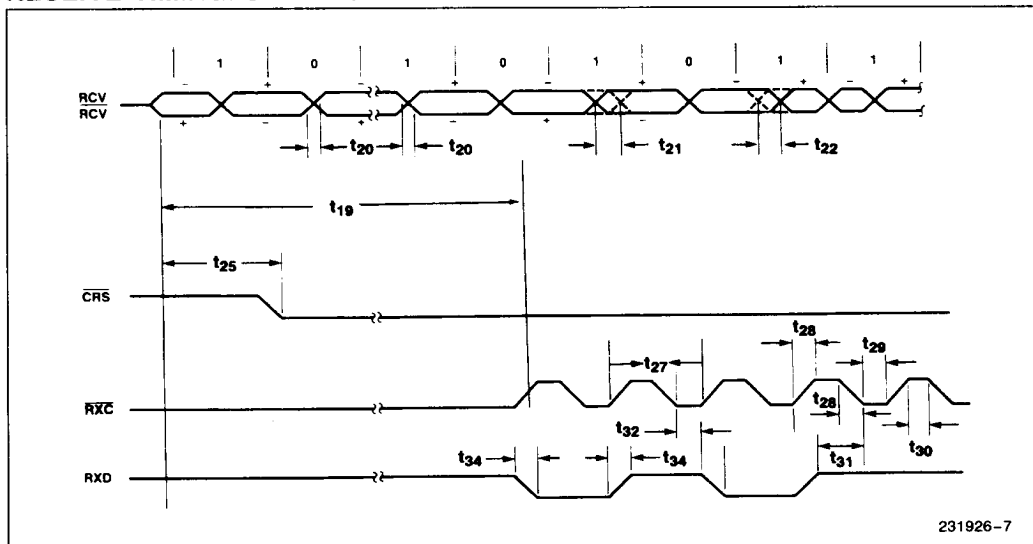 1 0 1 0 1 0 1 1
− + − + − + − + − +
RCV
RCV
+ − + − + − + −
t20 t20 t21 t22
t19
t25
CRS
t28
t27 t29
RXC
t28
t32 t30
t34 t34 t31
RXD
231926-7